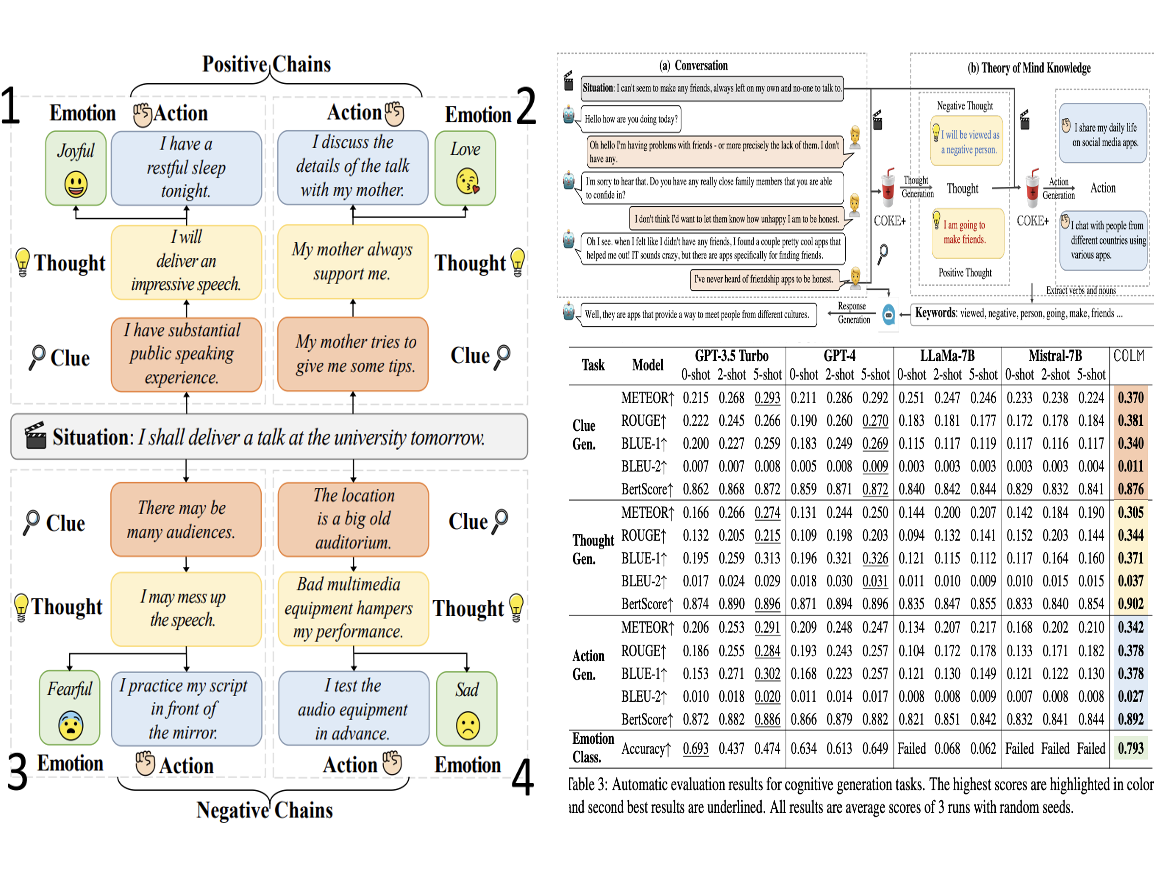 Positive Chains
1
Emotion
Action
Action
Emotion
2
Joyful
I have a
restful sleep
tonight.
I discuss the
details of the talk
with my mother.
Love
Thought
I will
deliver an
impressive speech.
My mother always
support me.
Thought
Clue
I have substantial
public speaking
experience.
My mother tries to
give me some tips.
Clue
Situation: I shall deliver a talk at the university tomorrow.
Clue
There may be
many audiences.
The location
is a big old
auditorium.
Clue
Thought
I may mess up
the speech.
Bad multimedia
equipment hampers
my performance.
Thought
Fearful
I practice my script
in front of
the mirror.
I test the
audio equipment
in advance.
Sad
3
Emotion
Action
Action
Emotion
4
Negative Chains
(a) Conversation
Situation: I can't seem to make any friends, always left on my own and no-one to talk to.
Hello how are you doing today?
Oh hello I'm having problems with friends - or more precisely the lack of them. I don't
have any.
I'm sorry to hear that. Do you have any really close family members that you are able
to confide in?
I don't think I'd want to let them know how unhappy I am to be honest.
Oh I see. when I felt like I didn't have any friends, I found a couple pretty cool apps that
helped me out! IT sounds crazy, but there are apps specifically for finding friends.
I've never heard of friendship apps to be honest.
Well, they are apps that provide a way to meet people from different cultures.
Response
Generation
(b) Theory of Mind Knowledge
Negative Thought
I will be viewed as
a negative person.
I share my daily life
on social media apps.
COKE+
Thought
Generation
Thought
COKE+
Action
Generation
Action
I am going to
make friends.
Positive Thought
I chat with people from
different countries using
various apps.
Extract verbs and nouns
Keywords: viewed, negative, person, going, make, friends ...
Task Model GPT-3.5 Turbo GPT-4 LLaMa-7B Mistral-7B COLM
0-shot 2-shot 5-shot 0-shot 2-shot 5-shot 0-shot 2-shot 5-shot 0-shot 2-shot 5-shot
Clue
Gen.
METEOR↑ 0.215 0.268 0.293 0.211 0.286 0.292 0.251 0.247 0.246 0.233 0.238 0.224 0.370
ROUGE↑ 0.222 0.245 0.266 0.190 0.260 0.270 0.183 0.181 0.177 0.172 0.178 0.184 0.381
BLUE-1↑ 0.200 0.227 0.259 0.183 0.249 0.269 0.115 0.117 0.119 0.117 0.116 0.117 0.340
BLEU-2↑ 0.007 0.007 0.008 0.005 0.008 0.009 0.003 0.003 0.003 0.003 0.003 0.004 0.011
BertScore↑ 0.862 0.868 0.872 0.859 0.871 0.872 0.840 0.842 0.844 0.829 0.832 0.841 0.876
Thought
Gen.
METEOR↑ 0.166 0.266 0.274 0.131 0.244 0.250 0.144 0.200 0.207 0.142 0.184 0.190 0.305
ROUGE↑ 0.132 0.205 0.215 0.109 0.198 0.203 0.094 0.132 0.141 0.152 0.203 0.144 0.344
BLUE-1↑ 0.195 0.259 0.313 0.196 0.321 0.326 0.121 0.115 0.112 0.117 0.164 0.160 0.371
BLEU-2↑ 0.017 0.024 0.029 0.018 0.030 0.031 0.011 0.010 0.009 0.010 0.015 0.015 0.037
BertScore↑ 0.874 0.890 0.896 0.871 0.894 0.896 0.835 0.847 0.855 0.833 0.840 0.854 0.902
Action
Gen.
METEOR↑ 0.206 0.253 0.291 0.209 0.248 0.247 0.134 0.207 0.217 0.168 0.202 0.210 0.342
ROUGE↑ 0.186 0.255 0.284 0.193 0.243 0.257 0.104 0.172 0.178 0.133 0.171 0.182 0.378
BLUE-1↑ 0.153 0.271 0.302 0.168 0.223 0.257 0.121 0.130 0.149 0.121 0.122 0.130 0.378
BLEU-2↑ 0.010 0.018 0.020 0.011 0.014 0.017 0.008 0.008 0.009 0.007 0.008 0.008 0.027
BertScore↑ 0.872 0.882 0.886 0.866 0.879 0.882 0.821 0.851 0.842 0.832 0.841 0.844 0.892
Emotion
Class.
Accuracy↑ 0.693 0.437 0.474 0.634 0.613 0.649 Failed 0.068 0.062 Failed Failed Failed 0.793
Table 3: Automatic evaluation results for cognitive generation tasks. The highest scores are highlighted in color
and second best results are underlined. All results are average scores of 3 runs with random seeds.